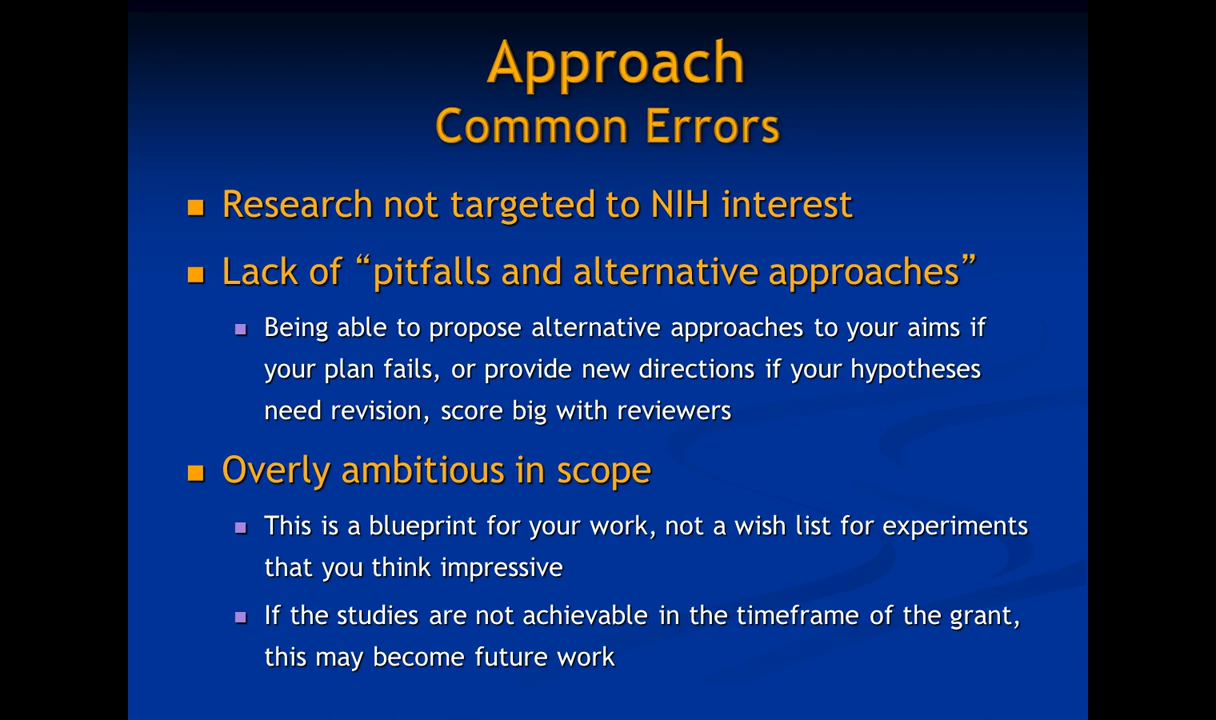 Approach
Common Errors
Research not targeted to NIH interest
Lack of “pitfalls and alternative approaches”
Being able to propose alternative approaches to your aims if
your plan fails, or provide new directions if your hypotheses
need revision, score big with reviewers
Overly ambitious in scope
This is a blueprint for your work, not a wish list for experiments
that you think impressive
If the studies are not achievable in the timeframe of the grant,
this may become future work